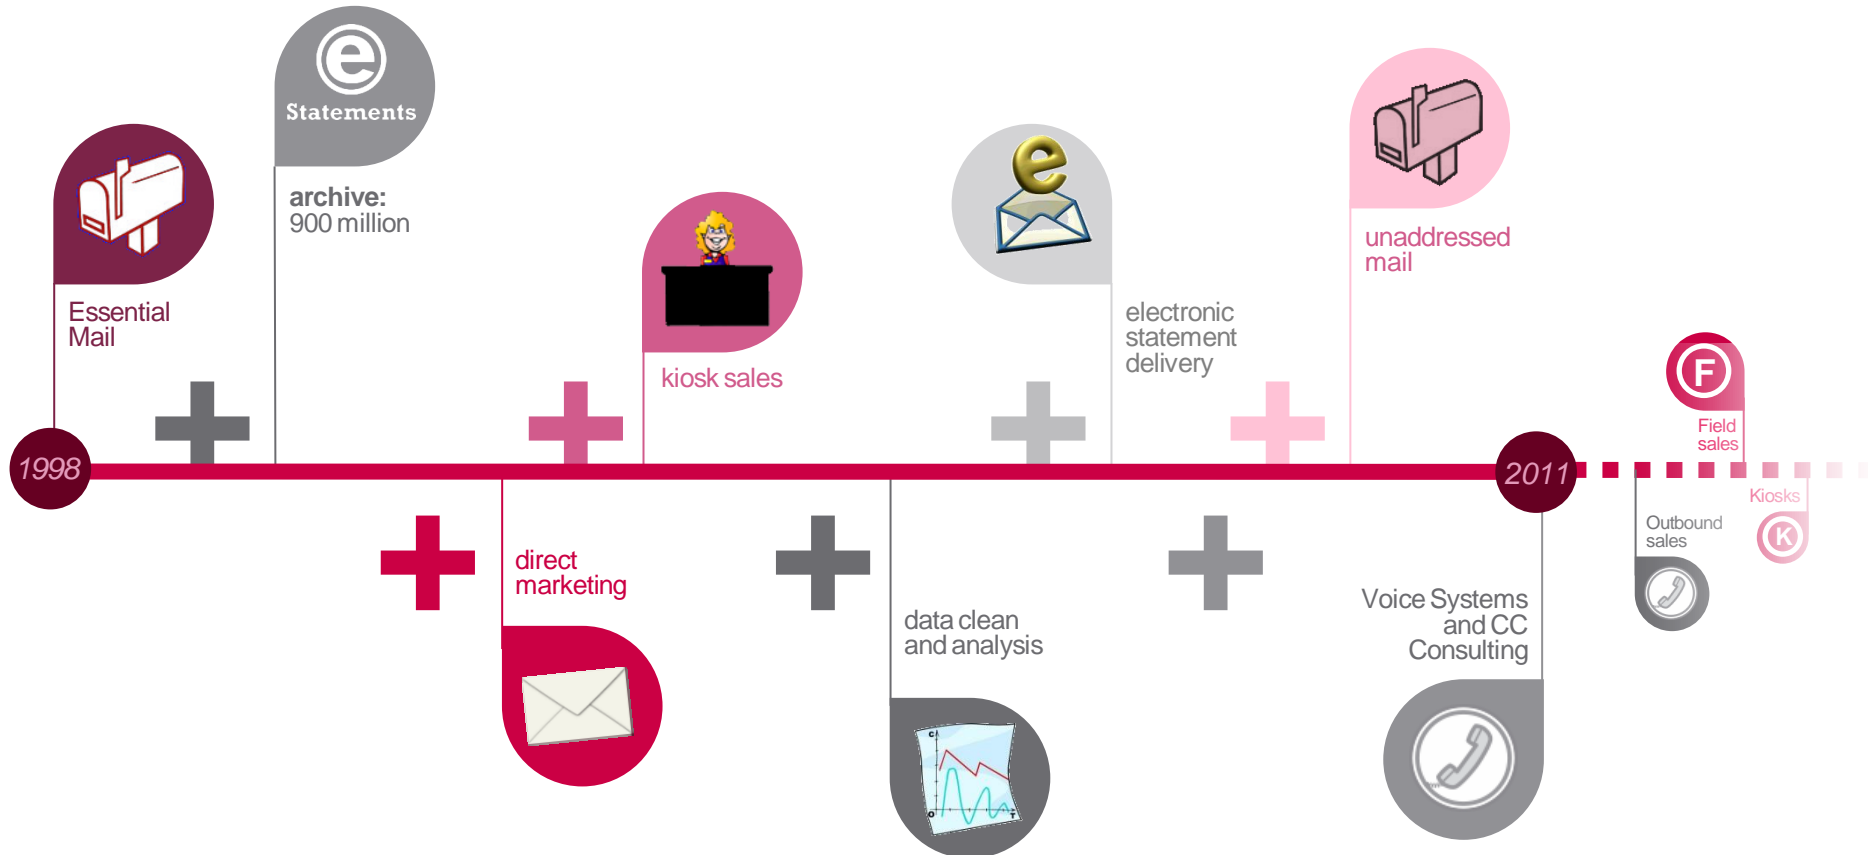 e
Statements
archive:
900 million
Essential
Mail
kiosk sales
e
electronic
statement
delivery
unaddressed
mail
F
Field
sales
1998
2011
Kiosks
K
Outbound
sales
direct
marketing
data clean
and analysis
C
O
T
Voice Systems
and CC
Consulting